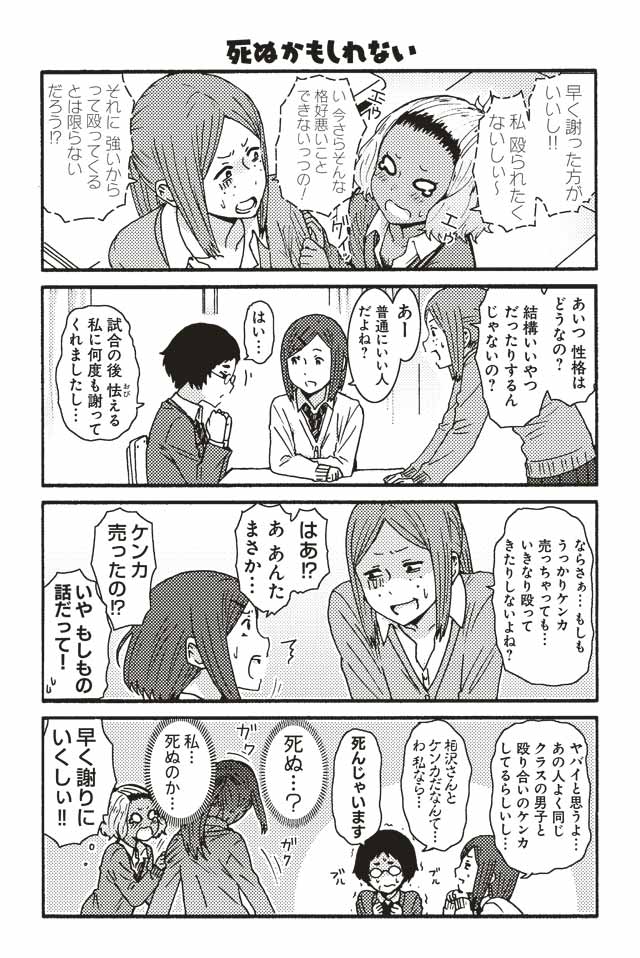 死ぬかもしれない
早く謝った方が
いいし!!
私 殴られたく
ないしぃ〜
エウ
エウ
い 今さらそんな
格好悪いこと
できないっつの〜
それに 強いから
って殴ってくる
とは限らない
だろう!?
あいつ 性格は
どうなの?
結構いいやつ
だったりするん
じゃないの?
あー
普通にいい人
だよね?
はい…
試合の後 怯える
おび
私に何度も謝って
くれましたし…
ならさぁ… もしも
うっかりケンカ
売っちゃっても…
いきなり殴って
きたりしないよね?
はあ!?
あ あんた
まさか…
ケンカ
売ったの!?
いや もしもの
話だって!
ヤバイと思うよ…
あの人よく同じ
クラスの男子と
殴り合いのケンカ
してるらしいし…
相沢さんと
ケンカだなんて…
わ 私なら…
死んじゃいます
ブル
ブル
死ぬ…?
ガク
ガク
私…
死ぬのか…
早く謝りに
いくしぃ!!